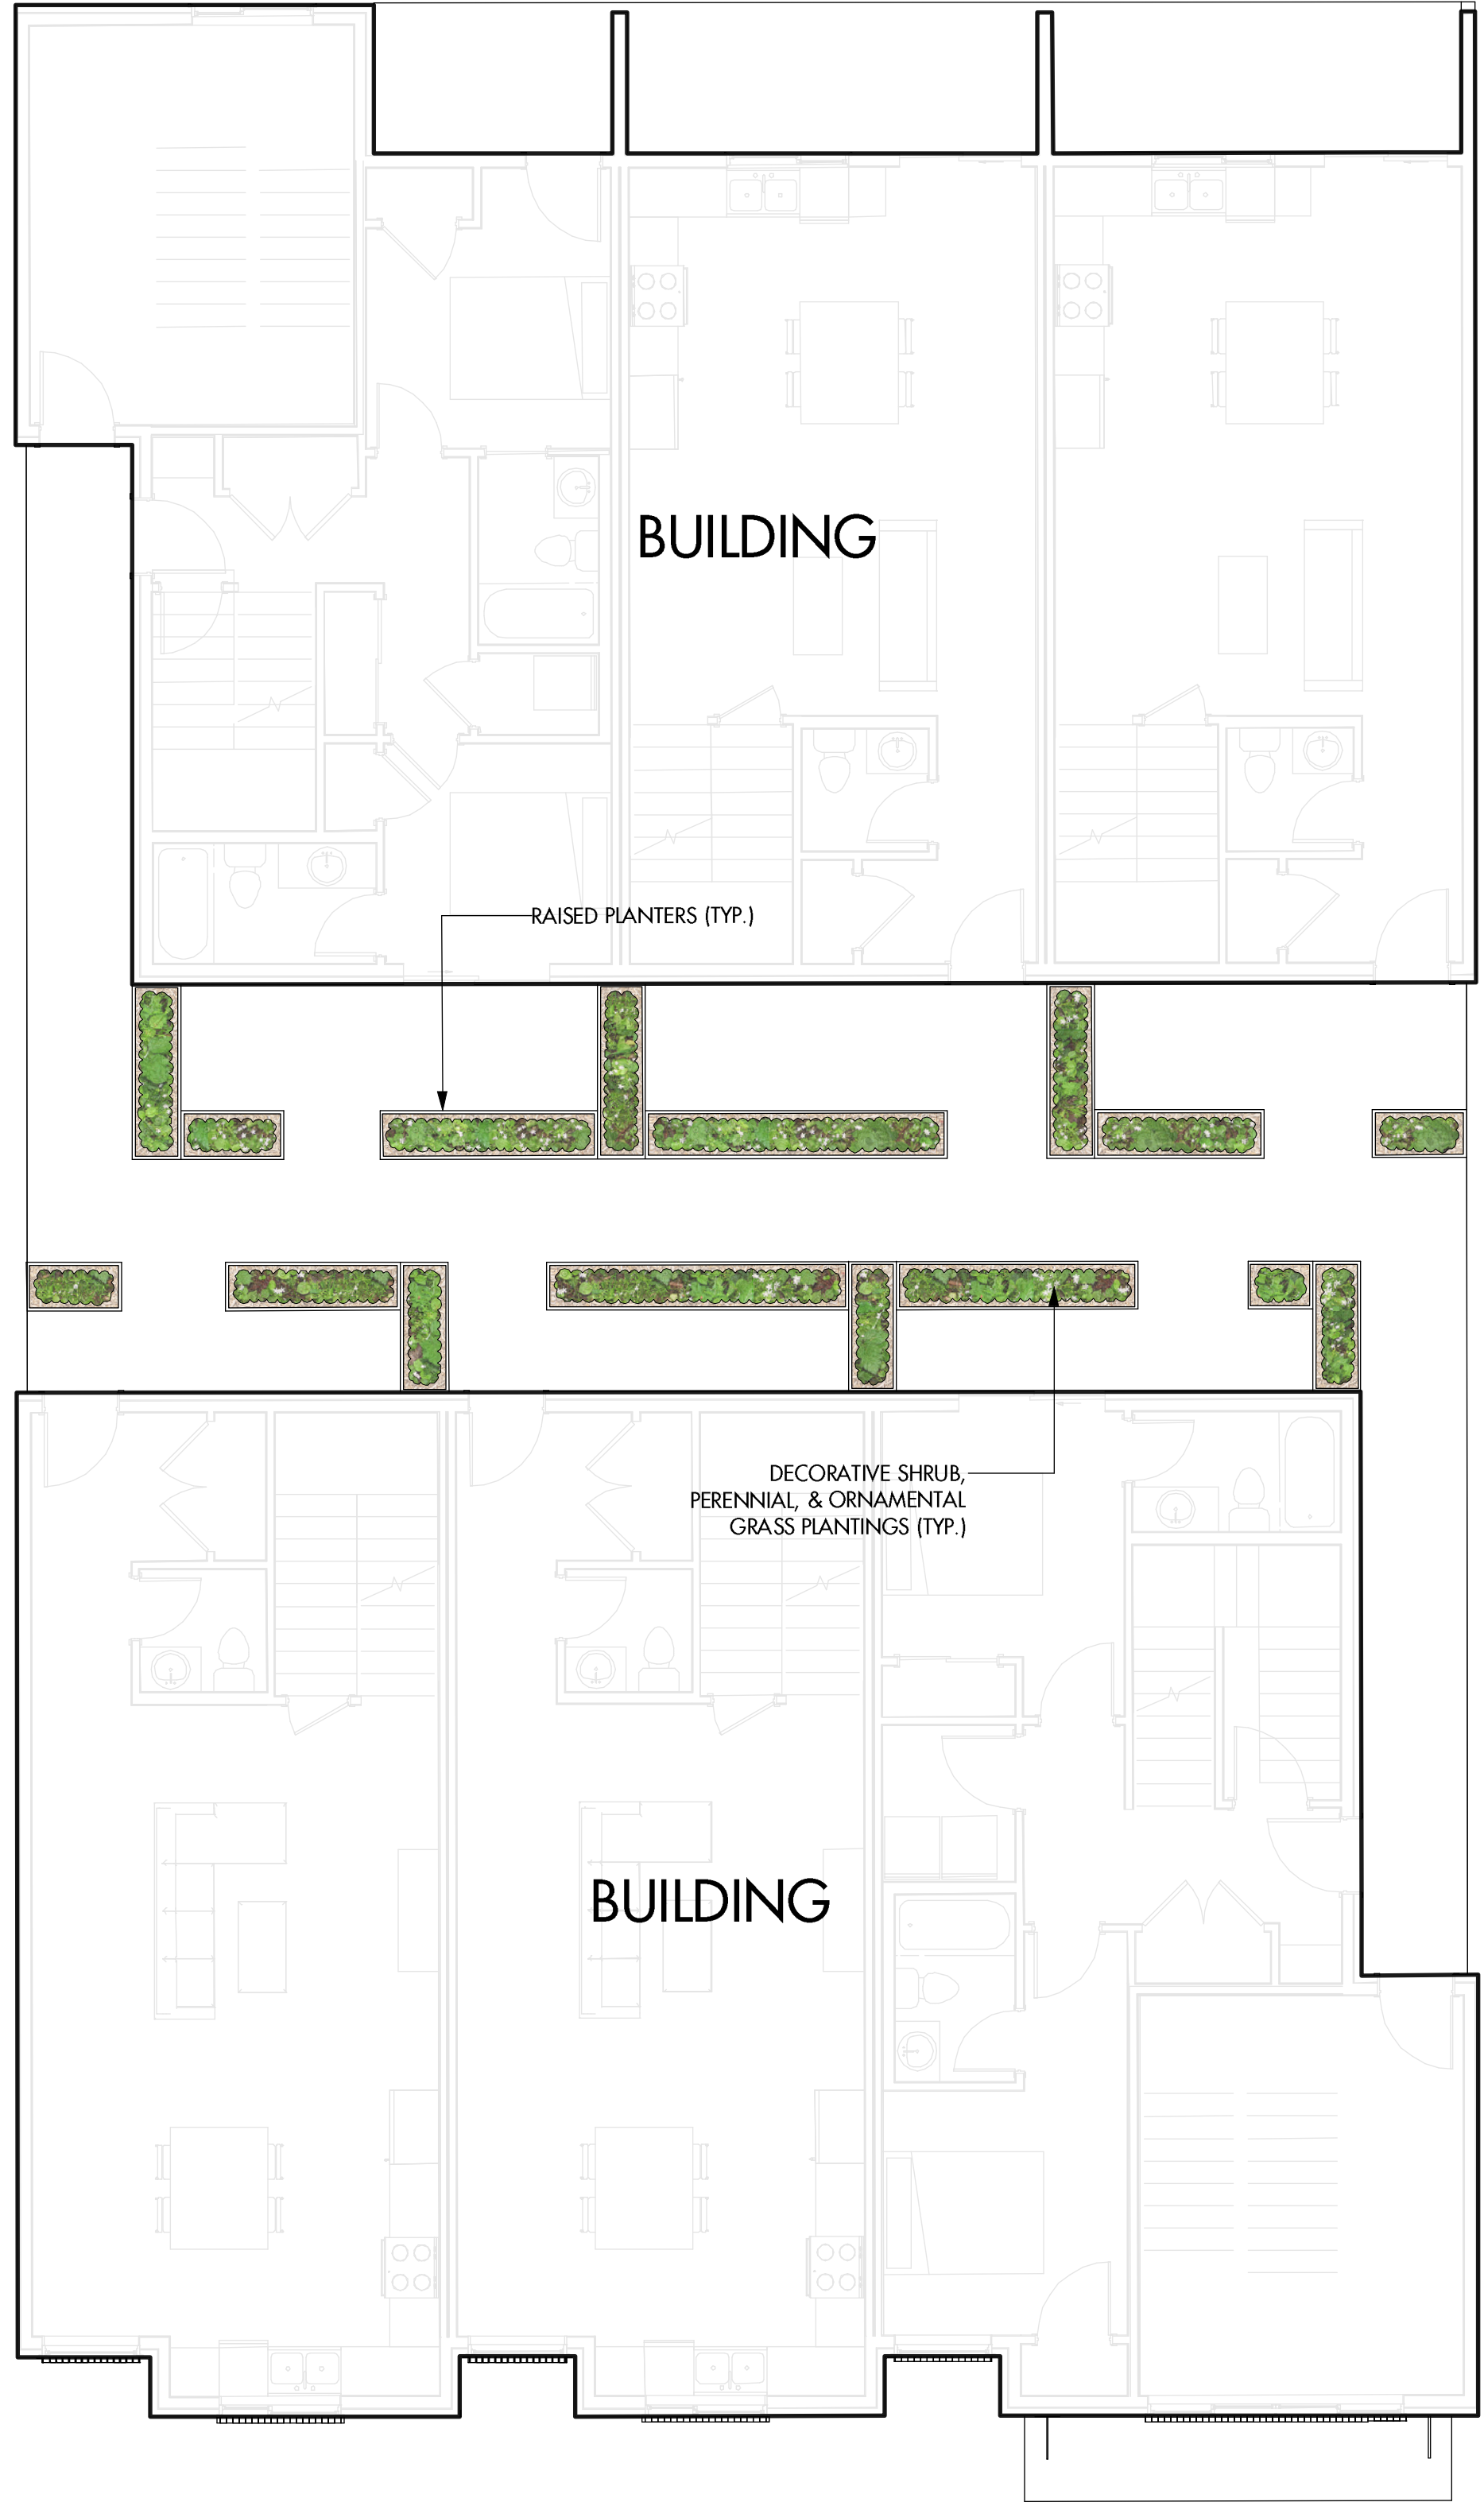 BUILDING
RAISED PLANTERS (TYP.)
DECORATIVE SHRUB,
PERENNIAL, & ORNAMENTAL
GRASS PLANTINGS (TYP.)
BUILDING